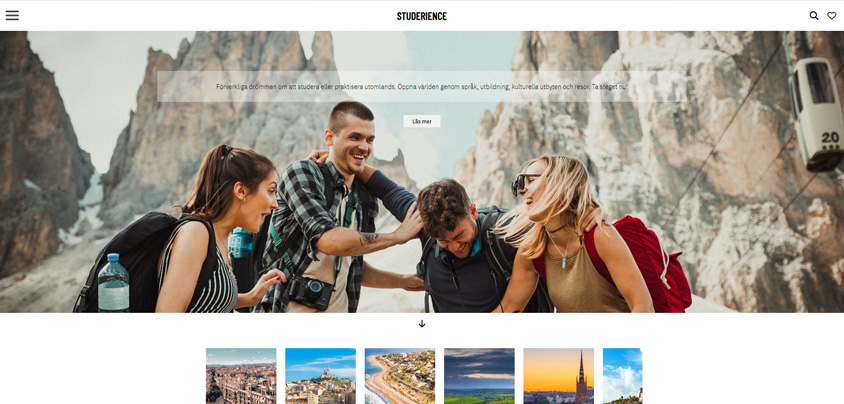 STUDERIENCE
Förverkliga drömmen om att studera eller praktisera utomlands. Öppna världen genom språk, utbildning, kulturella utbyten och resor. Ta steget nu!
Läs mer
20